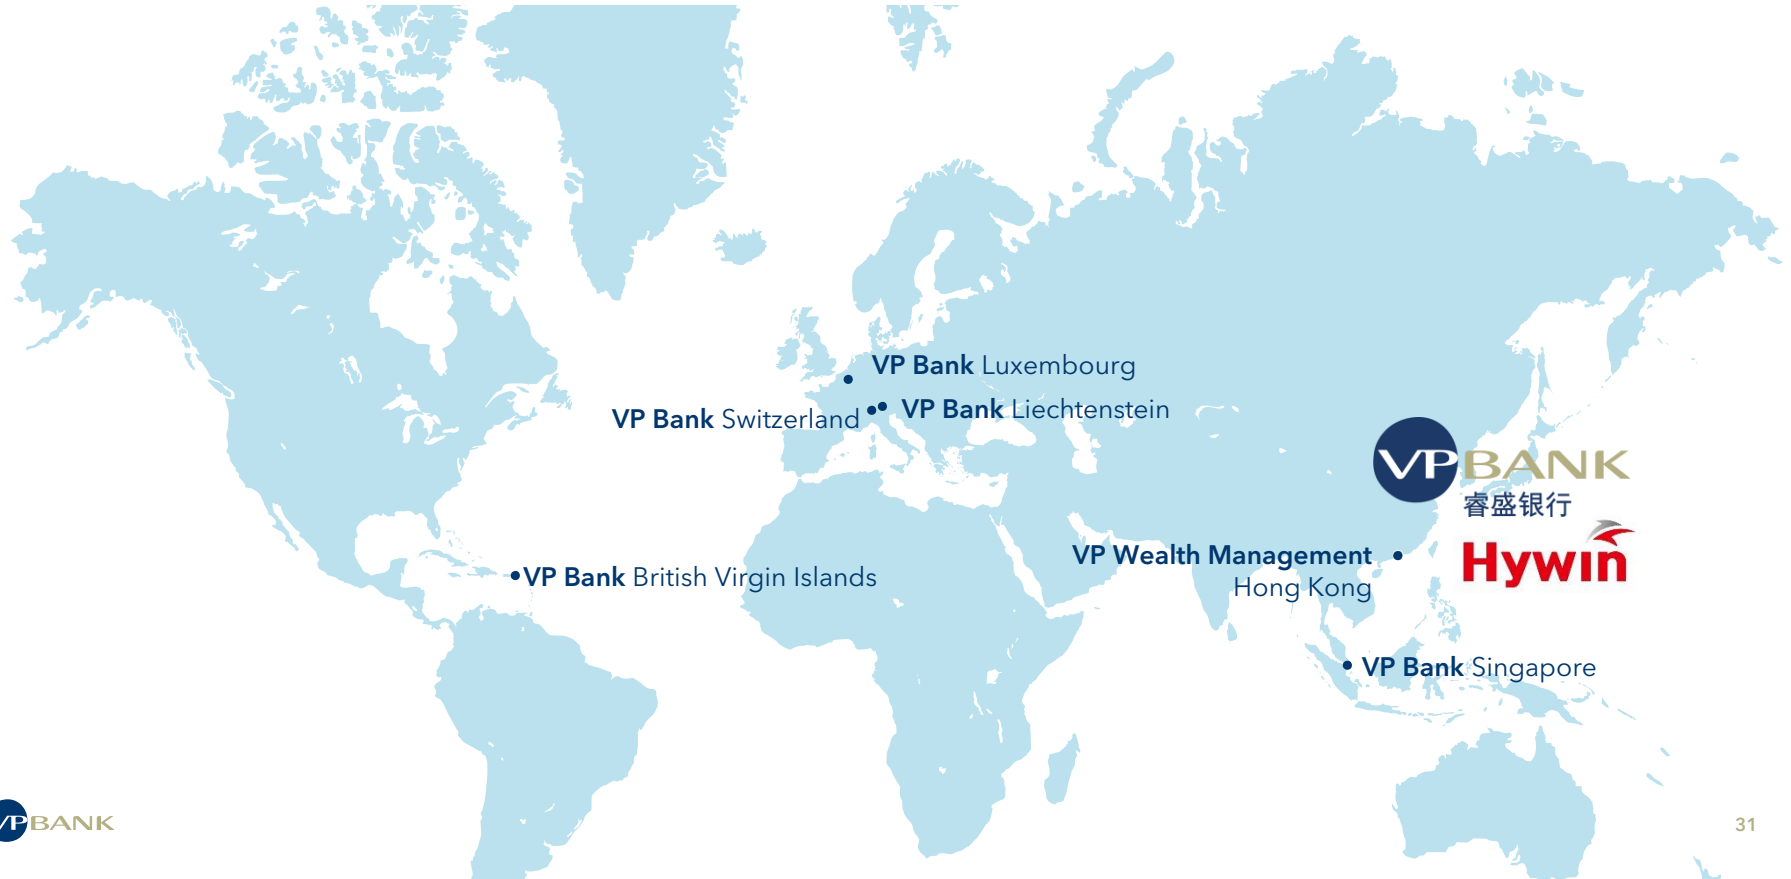 VP Bank Luxembourg
VP Bank Switzerland
VP Bank Liechtenstein
VPBANK
睿盛银行
Hywin
VP Wealth Management
Hong Kong
VP Bank British Virgin Islands
VP Bank Singapore
VPBANK
31